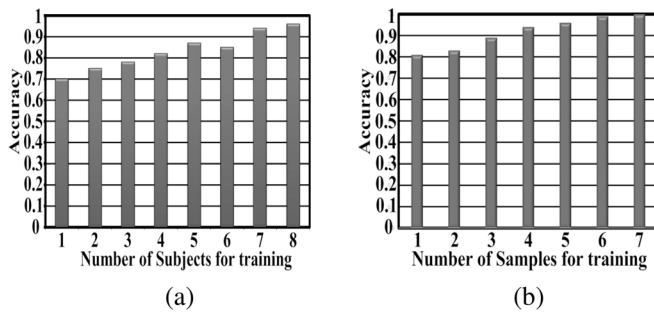 Accuracy
1
0.9
0.8
0.7
0.6
0.5
0.4
0.3
0.2
0.1
0
1 2 3 4 5 6 7 8
Number of Subjects for training
(a)
Accuracy
1
0.9
0.8
0.7
0.6
0.5
0.4
0.3
0.2
0.1
0
1 2 3 4 5 6 7
Number of Samples for training
(b)